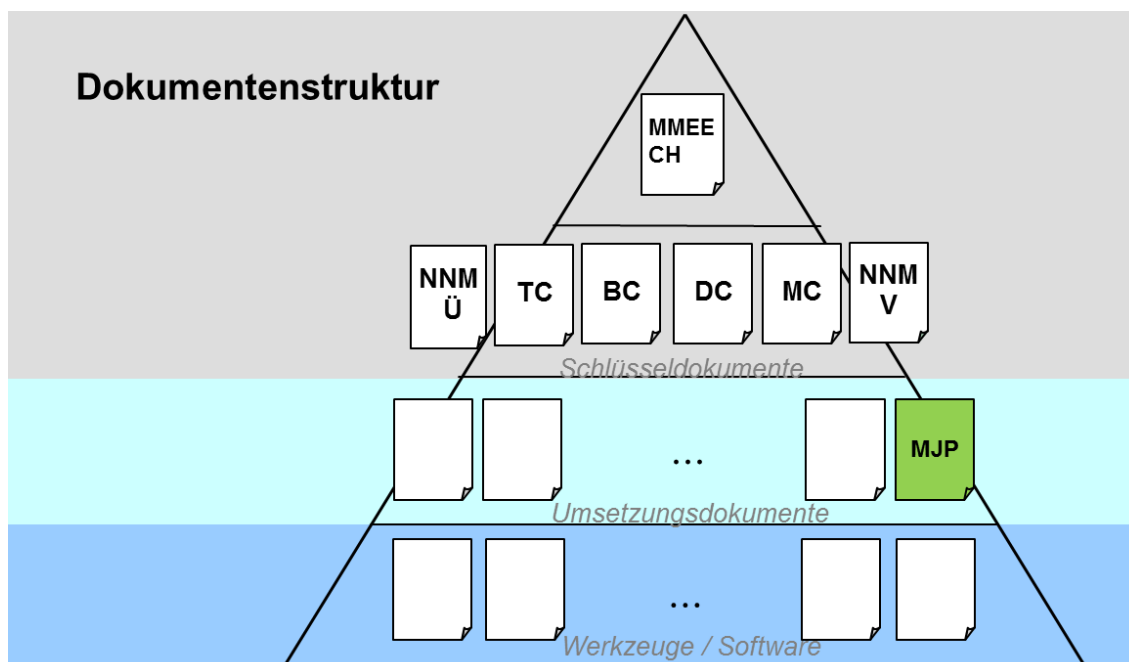 Dokumentenstruktur
MMEE
CH
NNM
Ü
TC
BC
DC
MC
NNM
V
Schlüsseldokumente
...
MJP
Umsetzungsdokumente
...
Werkzeuge / Software